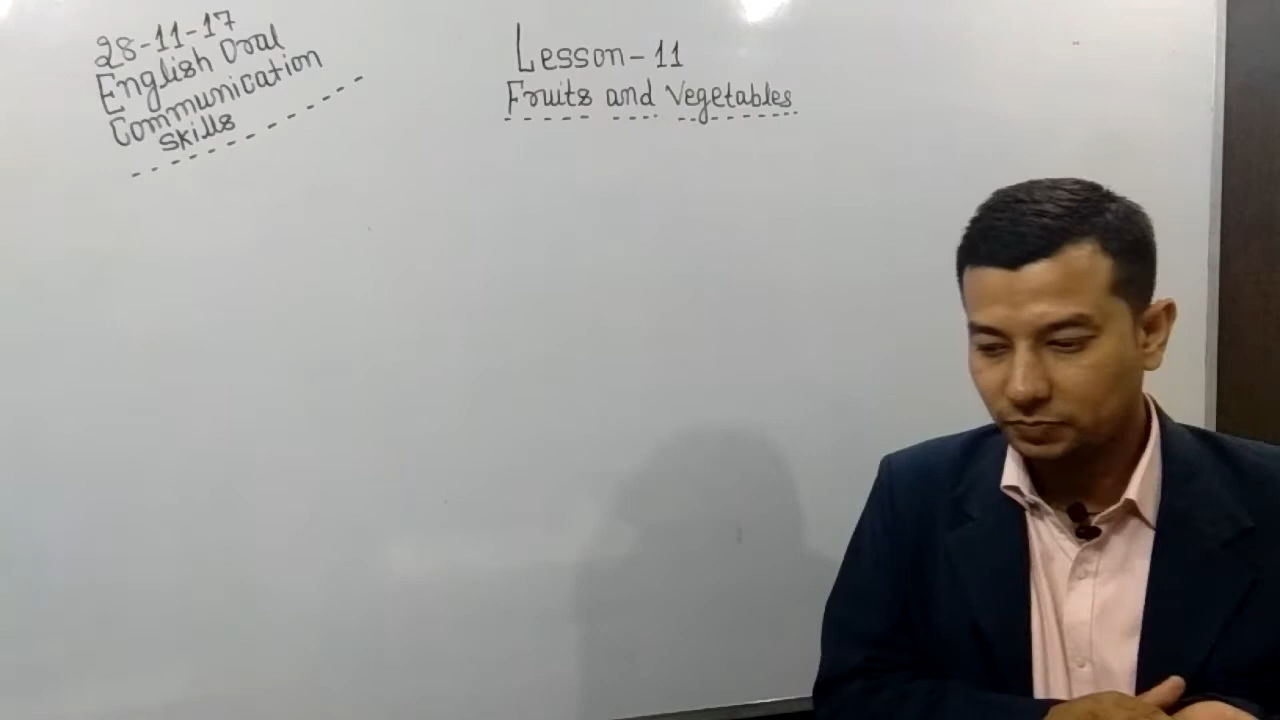 28-11-17
English Oral
Communication
Skills
Lesson-11
Fruits and Vegetables